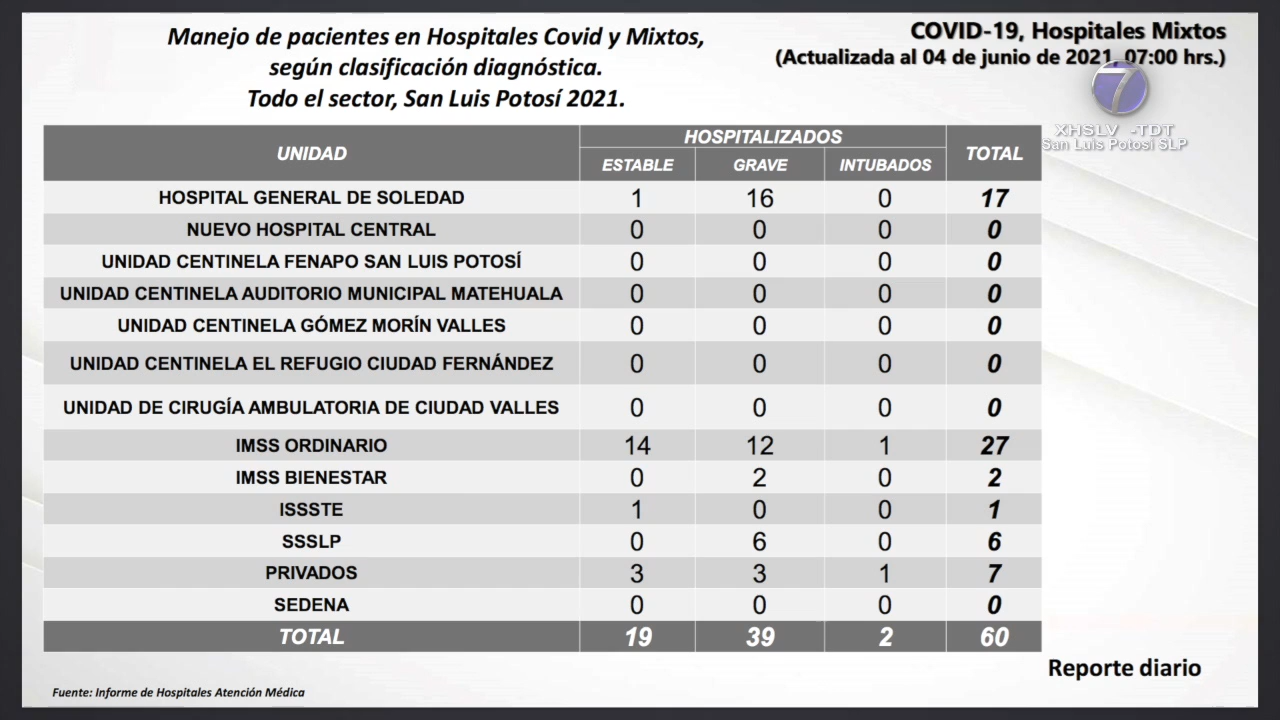 Manejo de pacientes en Hospitales Covid y Mixtos,
según clasificación diagnóstica.
Todo el sector, San Luis Potosí 2021.
COVID-19, Hospitales Mixtos
(Actualizada al 04 de junio de 2021, 07:00 hrs.)
7
XHSLV -TDT
San Luis Potosí SLP
UNIDAD HOSPITALIZADOS TOTAL
ESTABLE GRAVE INTUBADOS
HOSPITAL GENERAL DE SOLEDAD 1 16 0 17
NUEVO HOSPITAL CENTRAL 0 0 0 0
UNIDAD CENTINELA FENAPO SAN LUIS POTOSÍ 0 0 0 0
UNIDAD CENTINELA AUDITORIO MUNICIPAL MATEHUALA 0 0 0 0
UNIDAD CENTINELA GÓMEZ MORÍN VALLES 0 0 0 0
UNIDAD CENTINELA EL REFUGIO CIUDAD FERNÁNDEZ 0 0 0 0
UNIDAD DE CIRUGÍA AMBULATORIA DE CIUDAD VALLES 0 0 0 0
IMSS ORDINARIO 14 12 1 27
IMSS BIENESTAR 0 2 0 2
ISSSTE 1 0 0 1
SSSLP 0 6 0 6
PRIVADOS 3 3 1 7
SEDENA 0 0 0 0
TOTAL 19 39 2 60
Reporte diario
Fuente: Informe de Hospitales Atención Médica